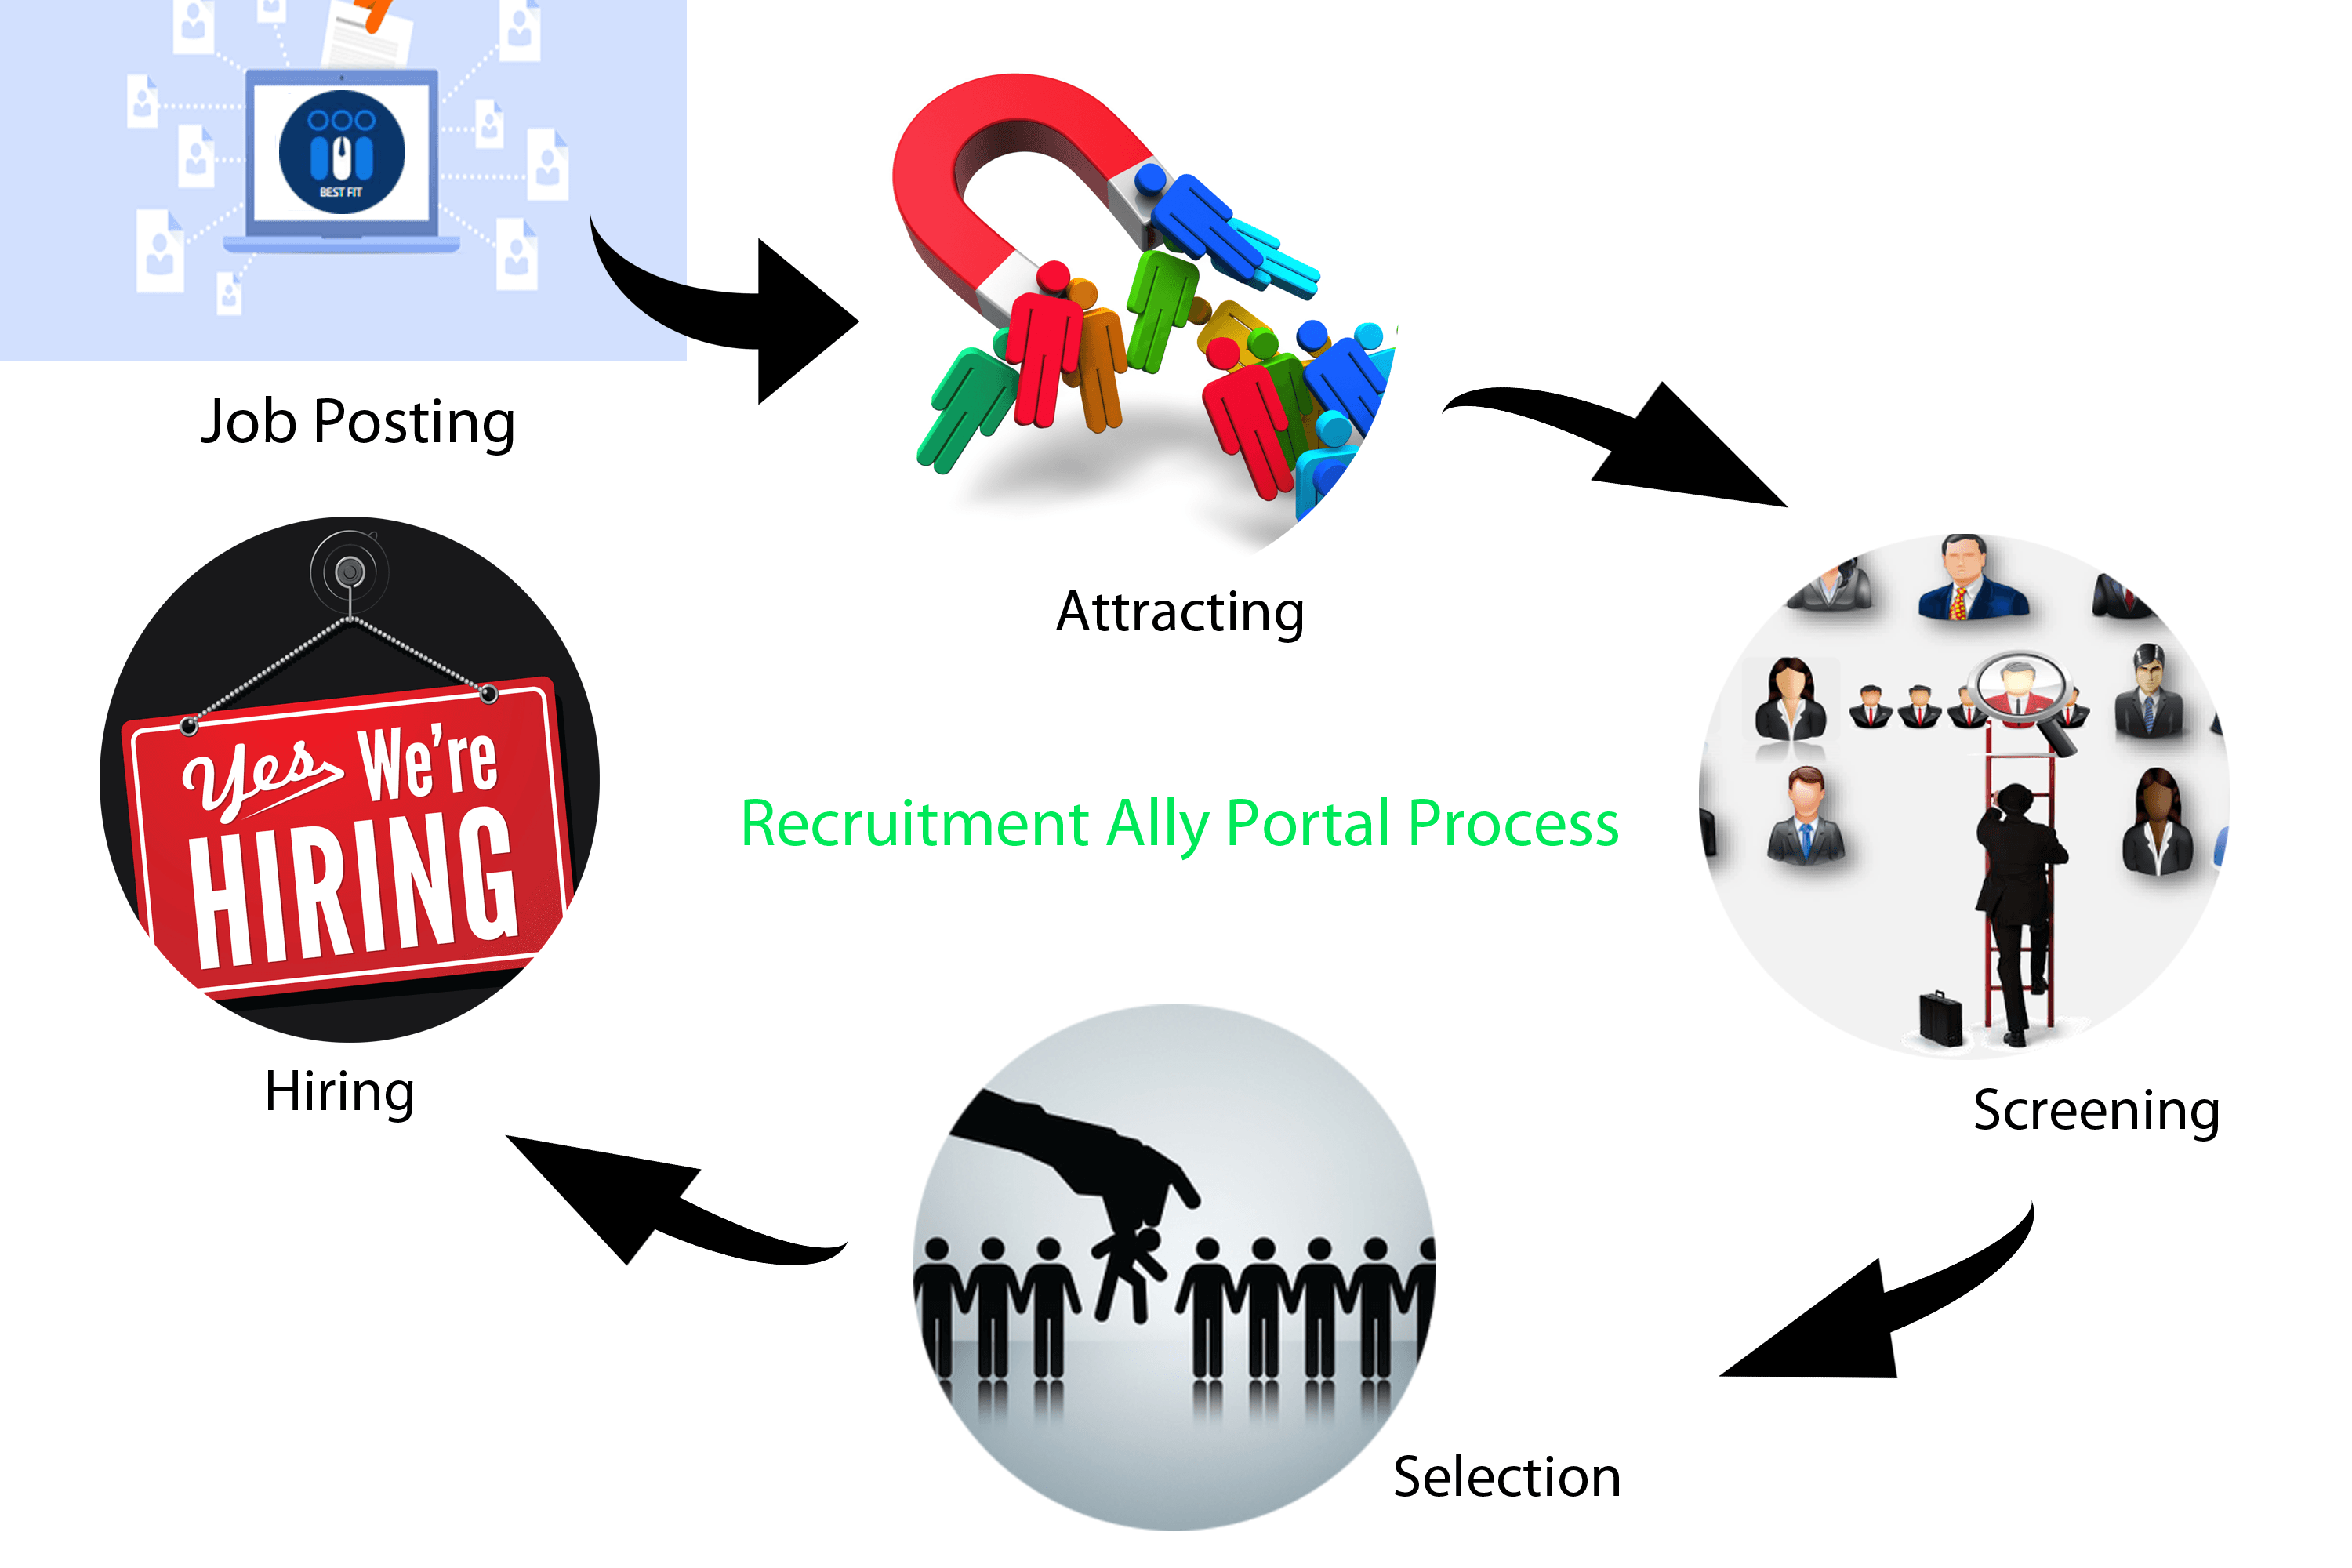 BEST FIT
Job Posting
Attracting
Yes We're
HIRING
Recruitment Ally Portal Process
Hiring
Screening
Selection